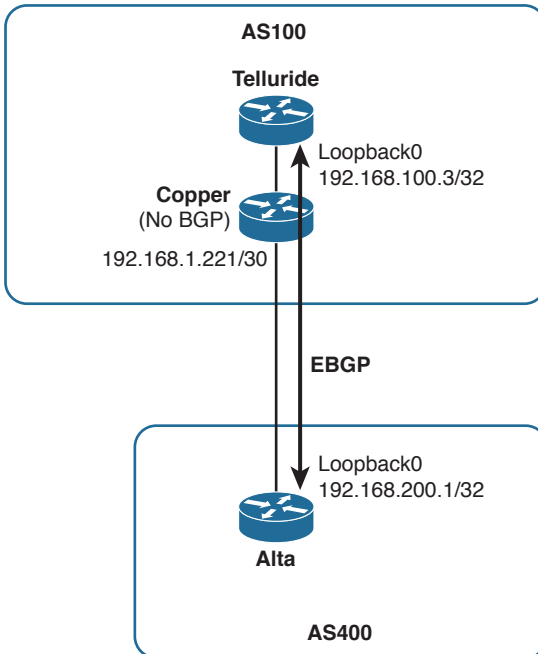 AS100
Telluride
Loopback0
192.168.100.3/32
Copper
(No BGP)
192.168.1.221/30
EBGP
Loopback0
192.168.200.1/32
Alta
AS400